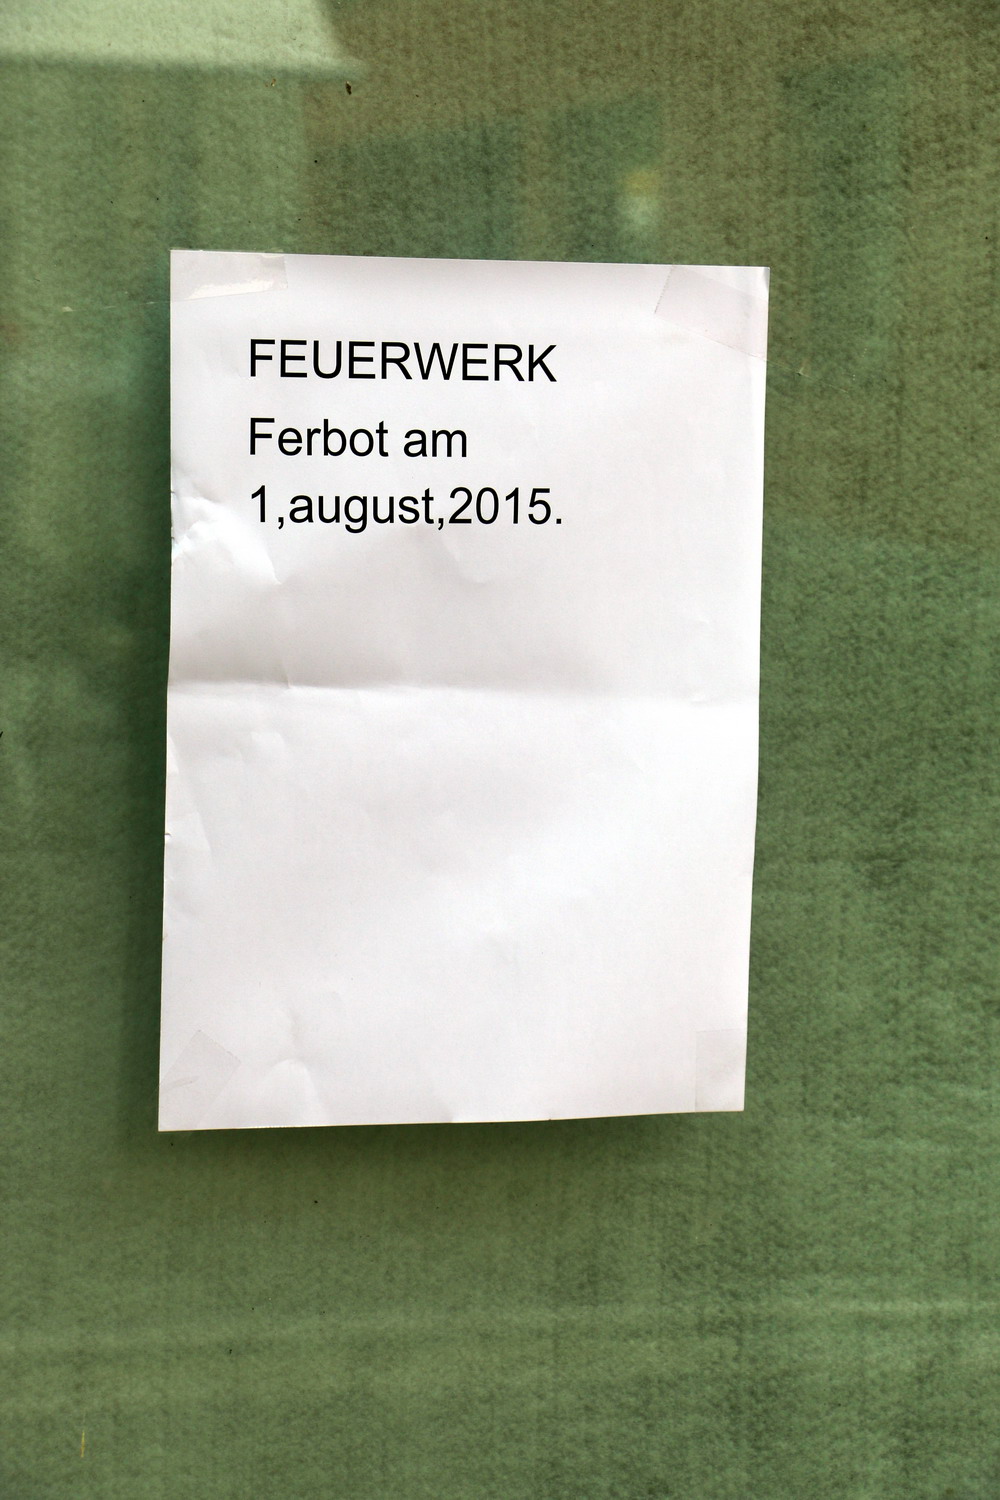 FEUERWERK
Ferbot am
1,august,2015.